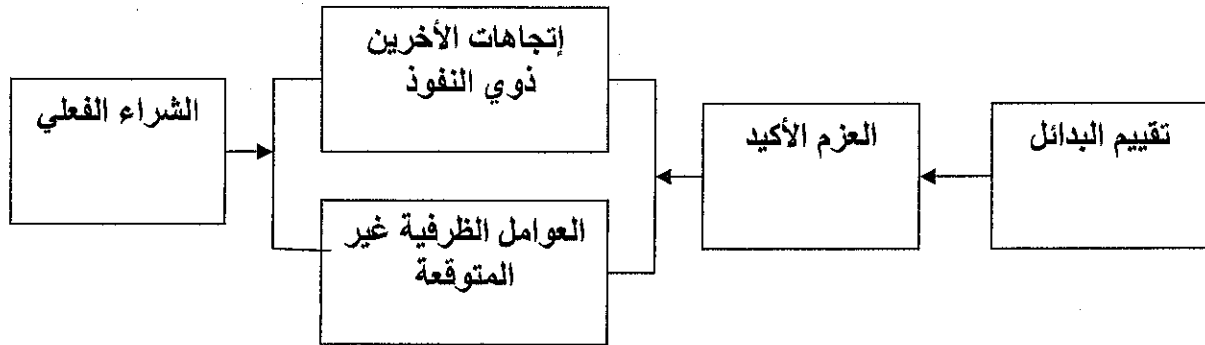 تقييم البدائل
العزم الأكيد
إتجاهات الأخرين
ذوي النفوذ
العوامل الظرفية غير
المتوقعة
الشراء الفعلي